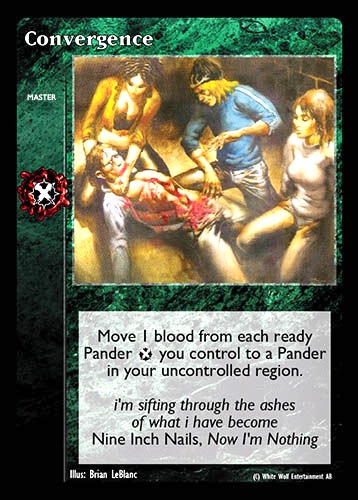 Convergence
MASTER
Move 1 blood from each ready
Pander you control to a Pander
in your uncontrolled region.
i'm sifting through the ashes
of what i have become
Nine Inch Nails, Now I'm Nothing
Illus: Brian LeBlanc
(C) White Wolf Entertainment AB